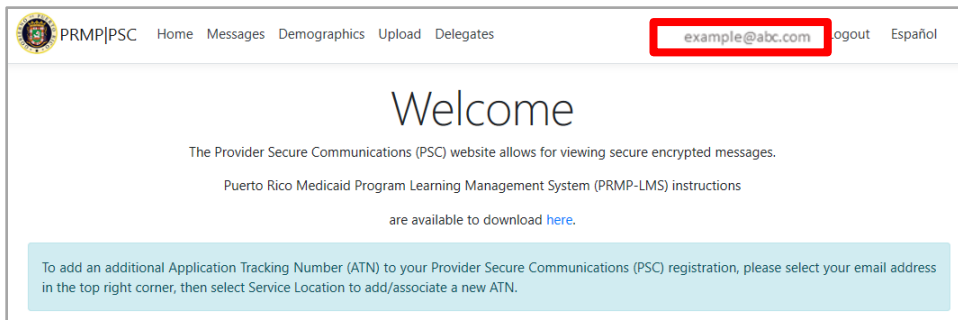 PRMP|PSC Home Messages Demographics Upload Delegates example@abc.com ogout Español
Welcome
The Provider Secure Communications (PSC) website allows for viewing secure encrypted messages.
Puerto Rico Medicaid Program Learning Management System (PRMP-LMS) instructions
are available to download here.
To add an additional Application Tracking Number (ATN) to your Provider Secure Communications (PSC) registration, please select your email address
in the top right corner, then select Service Location to add/associate a new ATN.